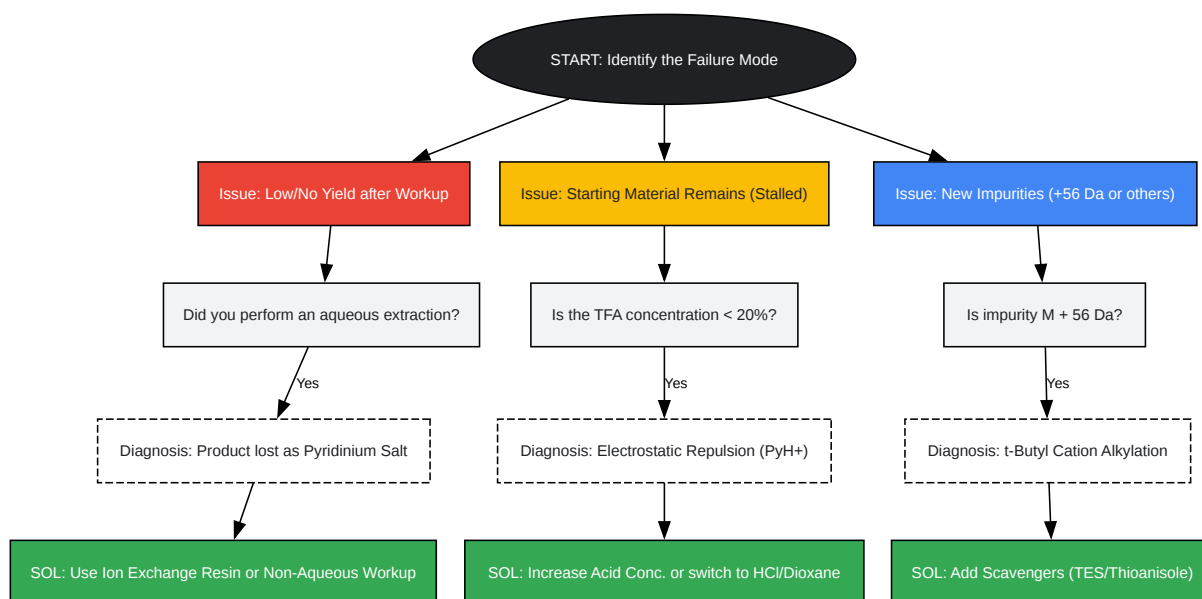 START: Identify the Failure Mode
Issue: Low/No Yield after Workup
Issue: Starting Material Remains (Stalled)
Issue: New Impurities (+56 Da or others)
Did you perform an aqueous extraction?
Is the TFA concentration < 20%?
Is impurity M + 56 Da?
Yes
Yes
Yes
Diagnosis: Product lost as Pyridinium Salt
Diagnosis: Electrostatic Repulsion (PyH+)
Diagnosis: t-Butyl Cation Alkylation
SOL: Use Ion Exchange Resin or Non-Aqueous Workup
SOL: Increase Acid Conc. or switch to HCl/Dioxane
SOL: Add Scavengers (TES/Thioanisole)